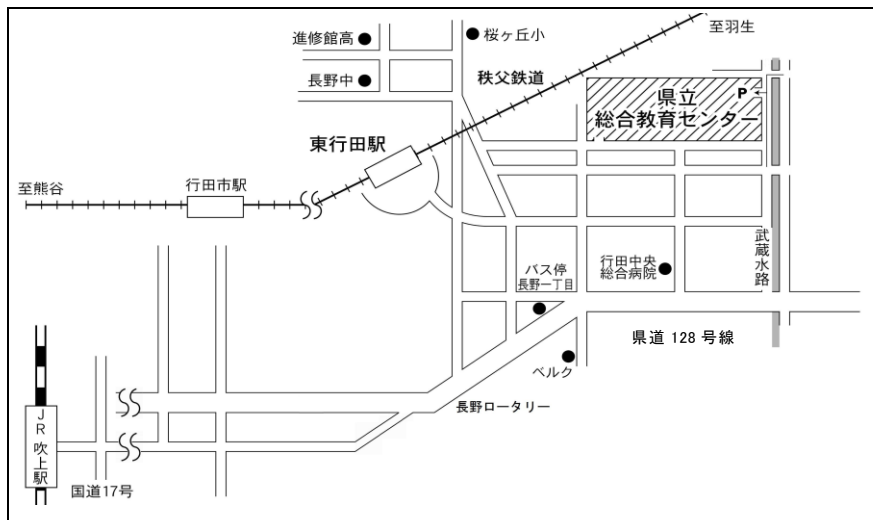 進修館高
桜ヶ丘小
至羽生
長野中
秩父鉄道
P
県立
総合教育センター
東行田駅
至熊谷
行田市駅
武蔵水路
バス停
長野一丁目
行田中央
総合病院
県道 128 号線
ベルク
長野ロータリー
JR 吹上駅
国道17号